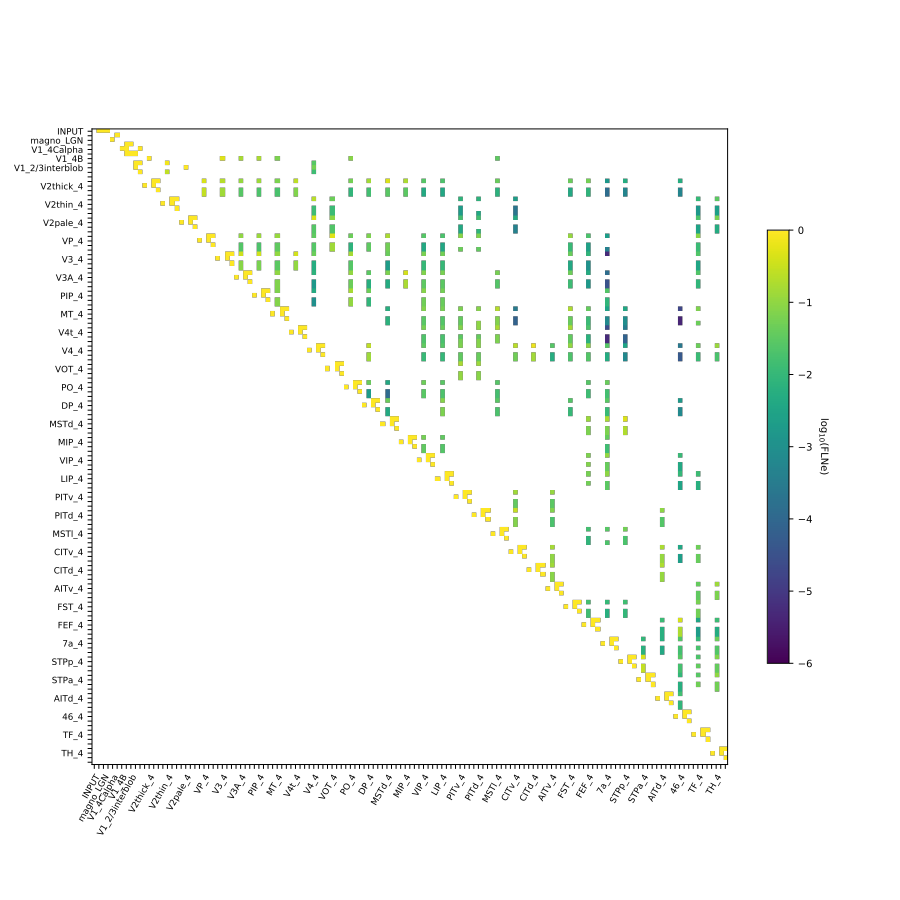 INPUT
magno_LGN
V1_4Calpha
V1_4B
V1_2/3interblob
V2thick_4
V2thin_4
V2pale_4
VP_4
V3_4
V3A_4
PIP_4
MT_4
V4t_4
V4_4
VOT_4
PO_4
DP_4
MSTd_4
MIP_4
VIP_4
LIP_4
PITv_4
PITd_4
MSTl_4
CITv_4
CITd_4
AITv_4
FST_4
FEF_4
7a_4
STPp_4
STPa_4
AITd_4
46_4
TF_4
TH_4
INPUT
magno_LGN
V1_4Calpha
V1_4B
V1_2/3interblob
V2thick_4
V2thin_4
V2pale_4
VP_4
V3_4
V3A_4
PIP_4
MT_4
V4t_4
V4_4
VOT_4
PO_4
DP_4
MSTd_4
MIP_4
VIP_4
LIP_4
PITv_4
PITd_4
MSTl_4
CITv_4
CITd_4
AITv_4
FST_4
FEF_4
7a_4
STPp_4
STPa_4
AITd_4
46_4
TF_4
TH_4
0
−1
−2
−3
−4
−5
−6
log₁₀(FLNe)